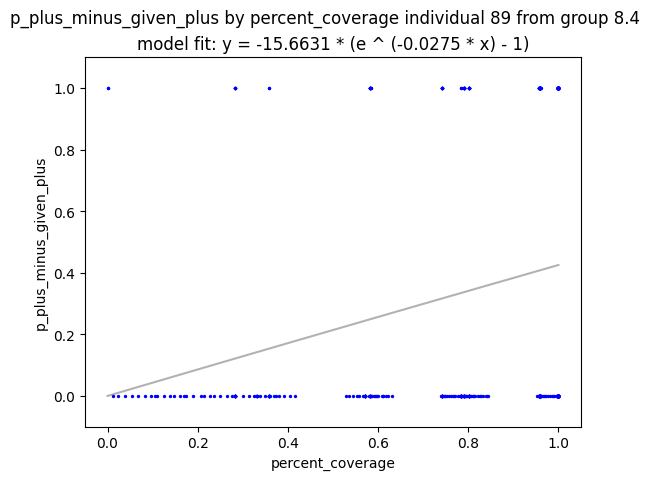 p_plus_minus_given_plus by percent_coverage individual 89 from group 8.4
model fit: y = -15.6631 * (e ^ (-0.0275 * x) - 1)
1.0
0.8
0.6
0.4
0.2
0.0
p_plus_minus_given_plus
0.0 0.2 0.4 0.6 0.8 1.0
percent_coverage